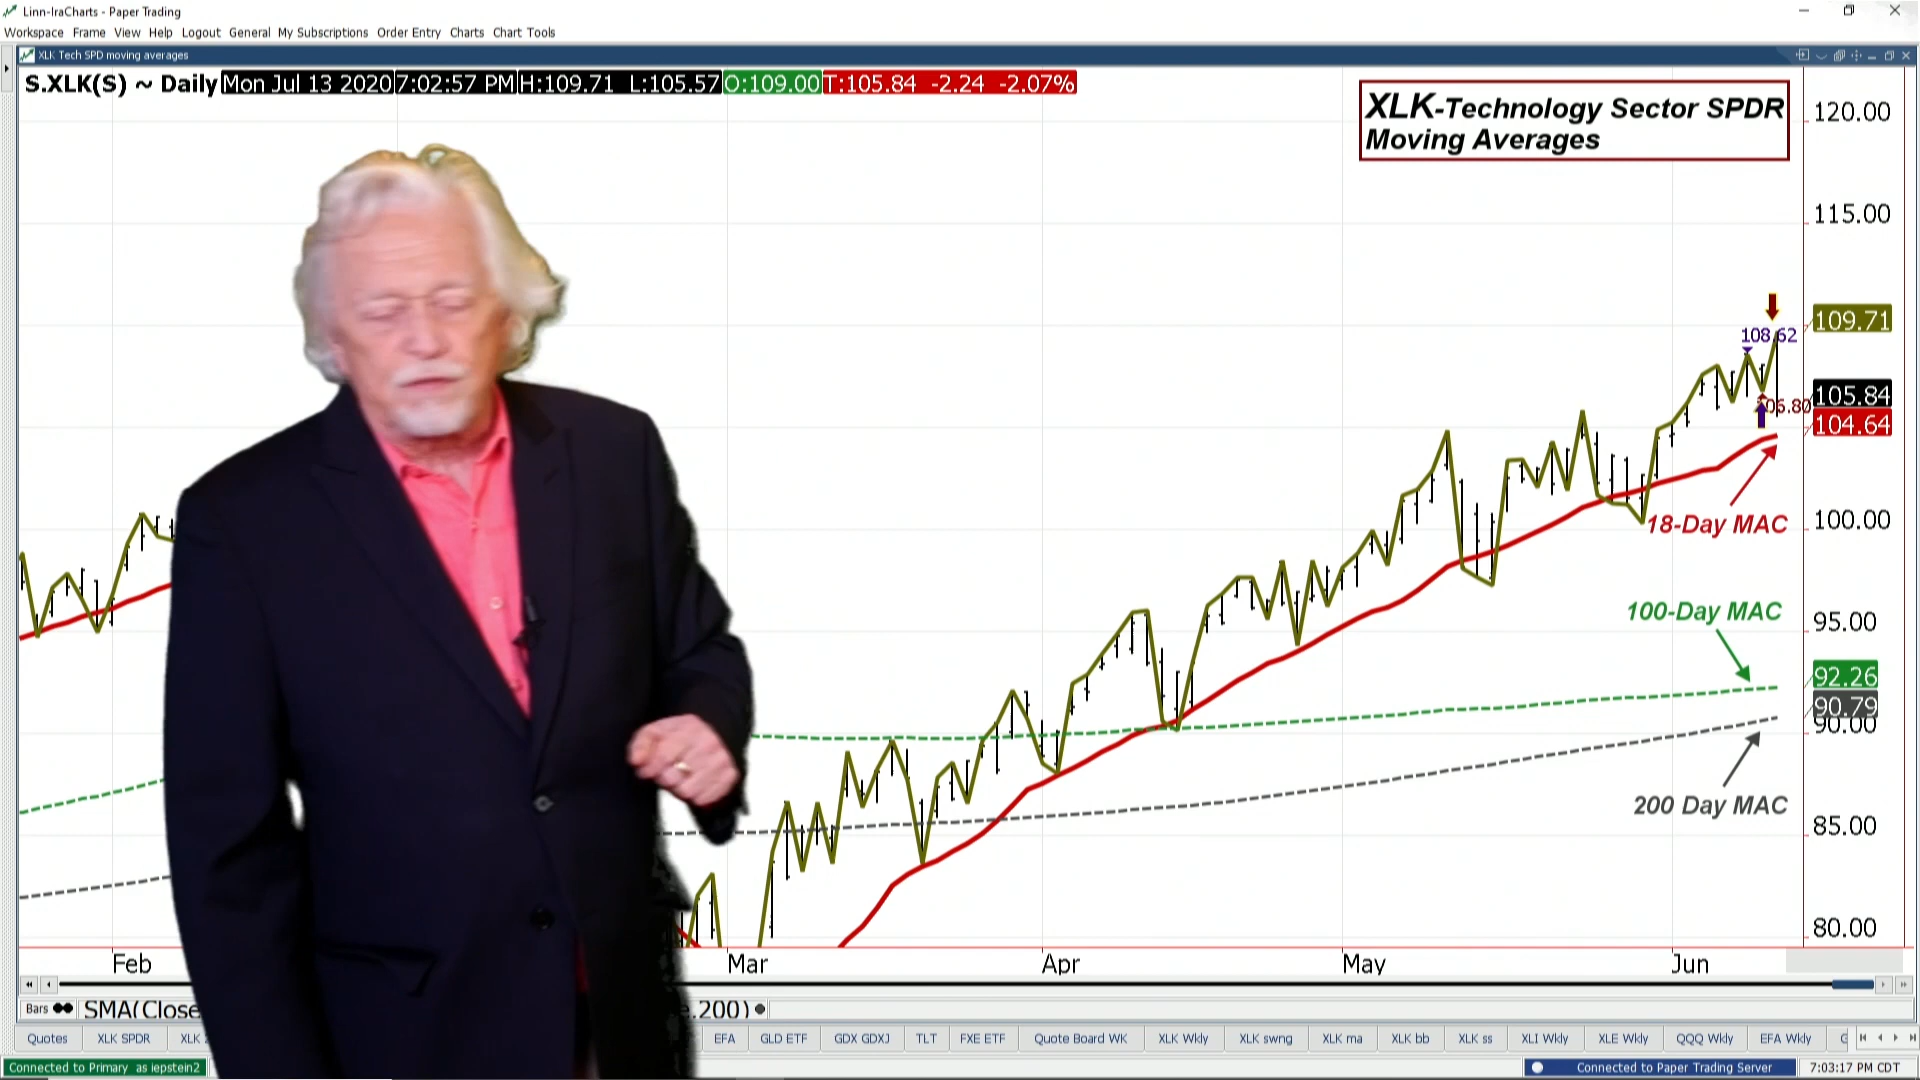 Linn-IraCharts - Paper Trading
Workspace Frame View Help Logout General My Subscriptions Order Entry Charts Chart Tools
XLK Tech SPD moving averages
S.XLK(S) ~ Daily Mon Jul 13 2020 7:02:57 PM H:109.71 L:105.57 O:109.00 T:105.84 -2.24 -2.07%
XLK-Technology Sector SPDR
Moving Averages
120.00
115.00
109.71
108.62
105.84
104.64
18-Day MAC
100.00
100-Day MAC
95.00
92.26
90.79
90.00
200 Day MAC
85.00
80.00
Feb Mar Apr May Jun
Bars SMA(Close .200)
Quotes XLK SPDR XLK EFA GLD ETF GDX GDXJ TLT FXE ETF Quote Board WK XLK Wkly XLK swng XLK ma XLK bb XLK ss XLI Wkly XLE Wkly QQQ Wkly EFA Wkly
Connected to Primary as iepstein2 Connected to Paper Trading Server 7:03:17 PM CDT